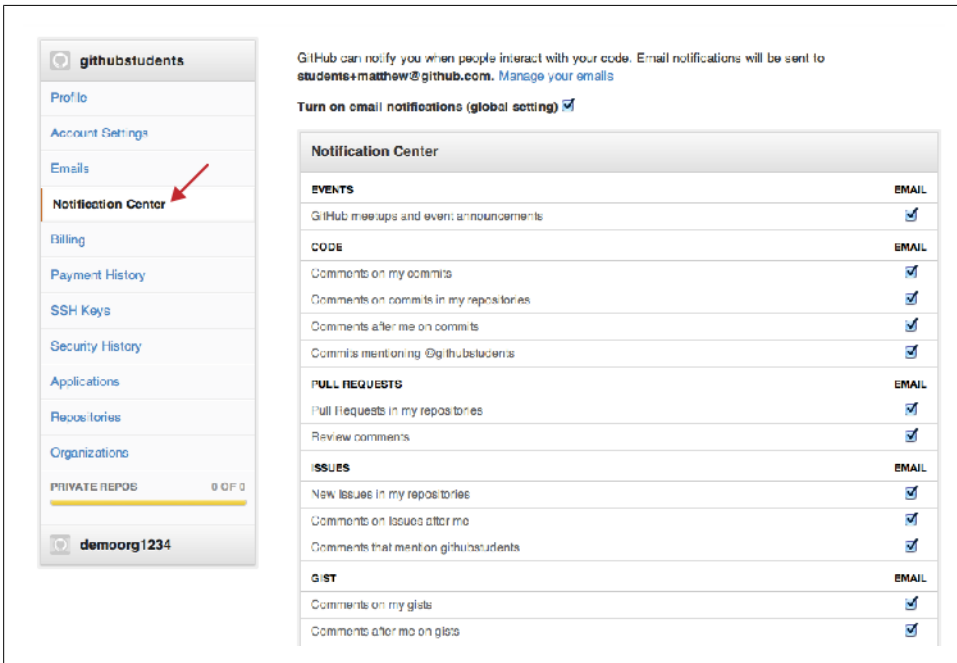 githubstudents
Profile
Account Settings
Emails
Notification Center
Billing
Payment History
SSH Keys
Security History
Applications
Repositories
Organizations
PRIVATE REPOS 0 OF 0
demoorg1234
GitHub can notify you when people interact with your code. Email notifications will be sent to
students+matthew@github.com. Manage your emails
Turn on email notifications (global setting)
Notification Center
EVENTS EMAIL
GitHub meetups and event announcements
CODE EMAIL
Comments on my commits
Comments on commits in my repositories
Comments after me on commits
Commits mentioning @githubstudents
PULL REQUESTS EMAIL
Pull Requests in my repositories
Review comments
ISSUES EMAIL
New Issues in my repositories
Comments on Issues after me
Comments that mention githubstudents
GIST EMAIL
Comments on my gists
Comments after me on gists